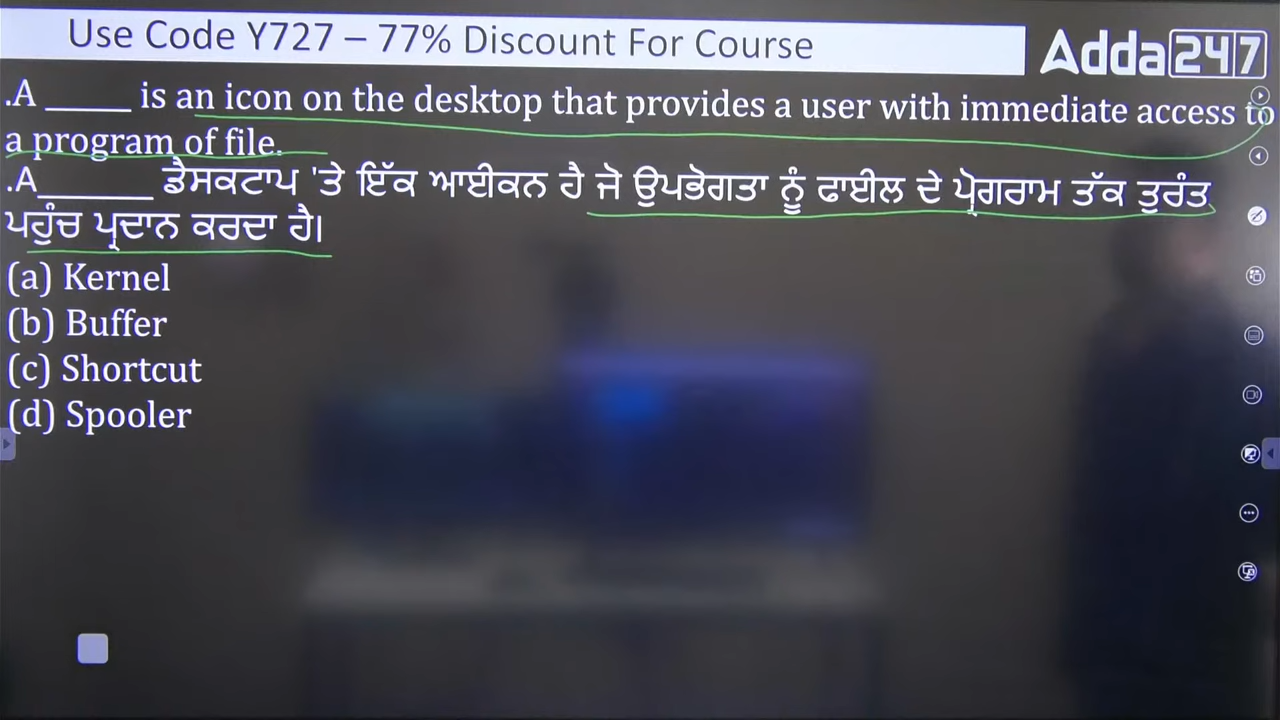 Use Code Y727 – 77% Discount For Course
Adda247
.A _____ is an icon on the desktop that provides a user with immediate access to
a program of file.
.A_______ ਡੈਸਕਟਾਪ 'ਤੇ ਇੱਕ ਆਈਕਨ ਹੈ ਜੋ ਉਪਭੋਗਤਾ ਨੂੰ ਫਾਈਲ ਦੇ ਪ੍ਰੋਗਰਾਮ ਤੱਕ ਤੁਰੰਤ
ਪਹੁੰਚ ਪ੍ਰਦਾਨ ਕਰਦਾ ਹੈ।
(a) Kernel
(b) Buffer
(c) Shortcut
(d) Spooler